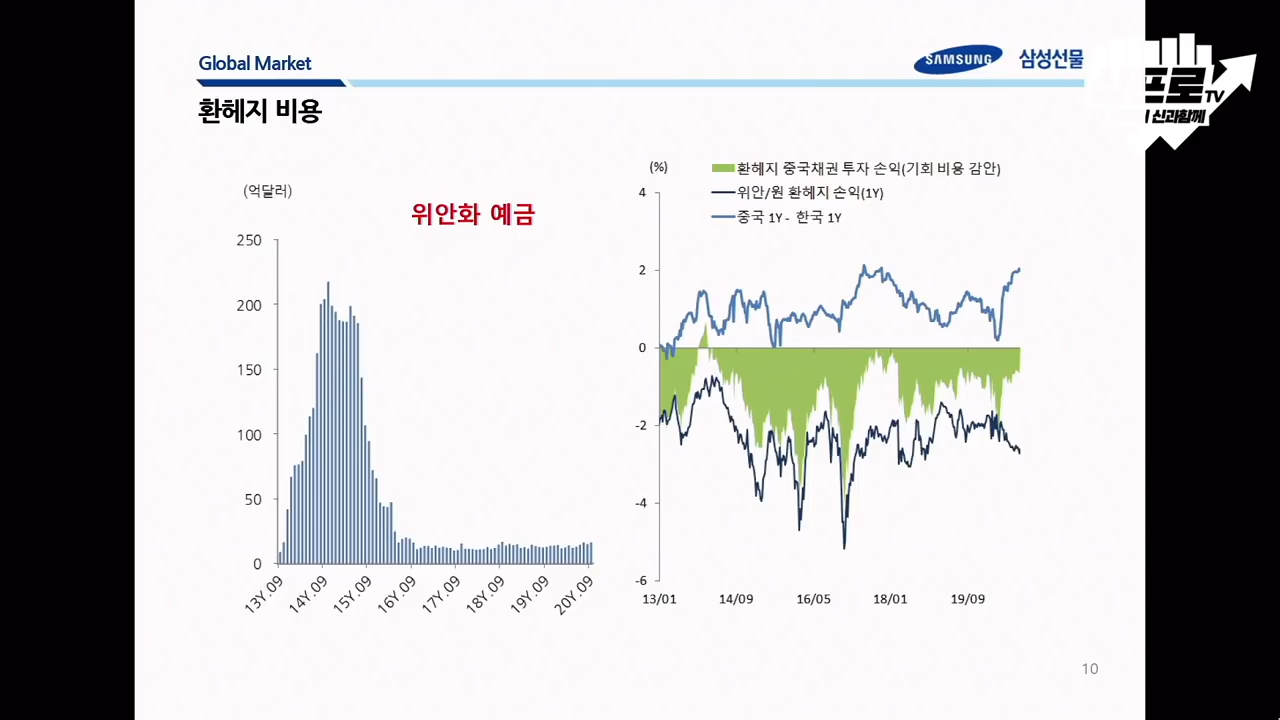 Global Market
SAMSUNG 삼성선물
프로TV
신과함께
환헤지 비용
(억달러)
위안화 예금
250
200
150
100
50
0
13Y.09 14Y.09 15Y.09 16Y.09 17Y.09 18Y.09 19Y.09 20Y.09
(%)
환헤지 중국채권 투자 손익(기회 비용 감안)
위안/원 환헤지 손익(1Y)
중국 1Y - 한국 1Y
4
2
0
-2
-4
-6
13/01 14/09 16/05 18/01 19/09
10